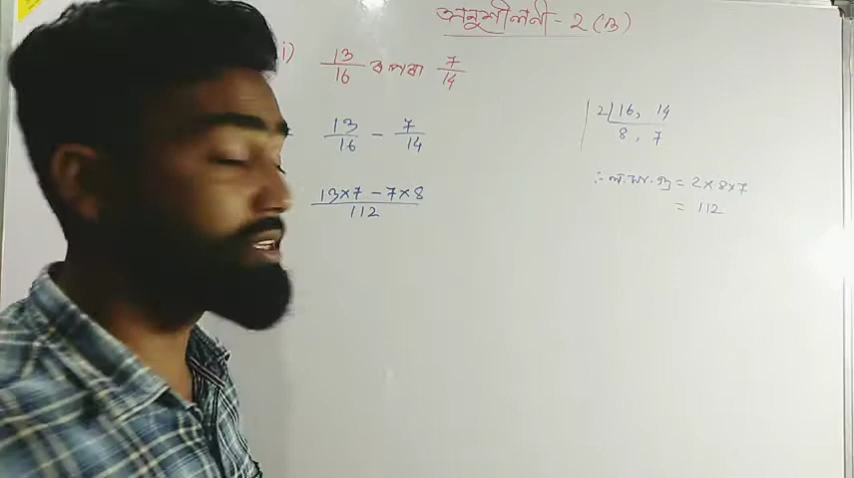 অনুশীলনী - 2 (B)
i) 13/16 7/14
13/16 - 7/14
13×7 - 7×8 / 112
2 | 16, 14
8, 7
∴ ল.সা.গু = 2×8×7
= 112